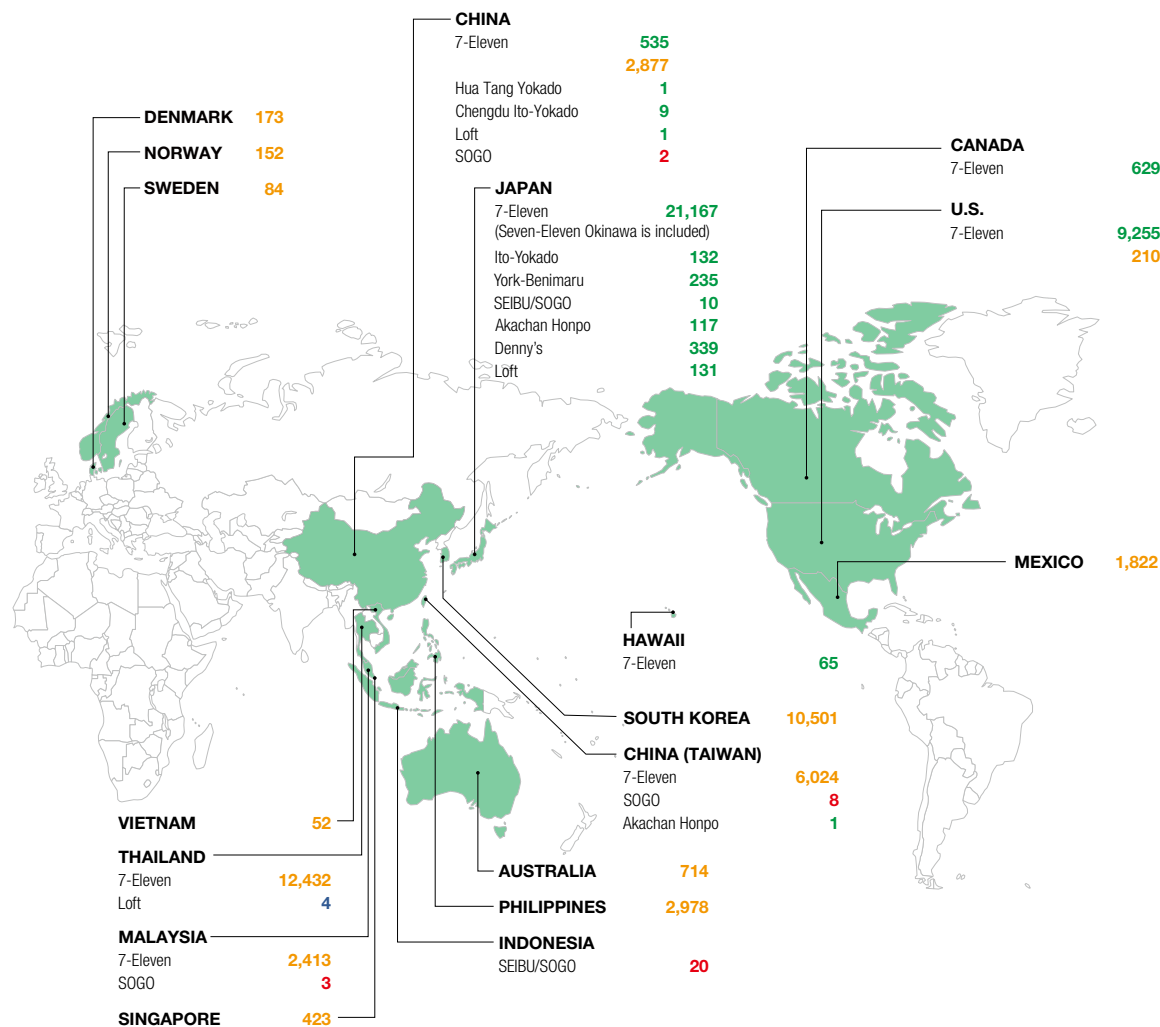 CHINA
7-Eleven 535
2,877
Hua Tang Yokado 1
Chengdu Ito-Yokado 9
Loft 1
SOGO 2
DENMARK 173
NORWAY 152
SWEDEN 84
JAPAN
7-Eleven 21,167
(Seven-Eleven Okinawa is included)
Ito-Yokado 132
York-Benimaru 235
SEIBU/SOGO 10
Akachan Honpo 117
Denny's 339
Loft 131
CANADA
7-Eleven 629
U.S.
7-Eleven 9,255
210
MEXICO 1,822
HAWAII
7-Eleven 65
SOUTH KOREA 10,501
CHINA (TAIWAN)
7-Eleven 6,024
SOGO 8
Akachan Honpo 1
VIETNAM 52
THAILAND
7-Eleven 12,432
Loft 4
MALAYSIA
7-Eleven 2,413
SOGO 3
SINGAPORE 423
AUSTRALIA 714
PHILIPPINES 2,978
INDONESIA
SEIBU/SOGO 20